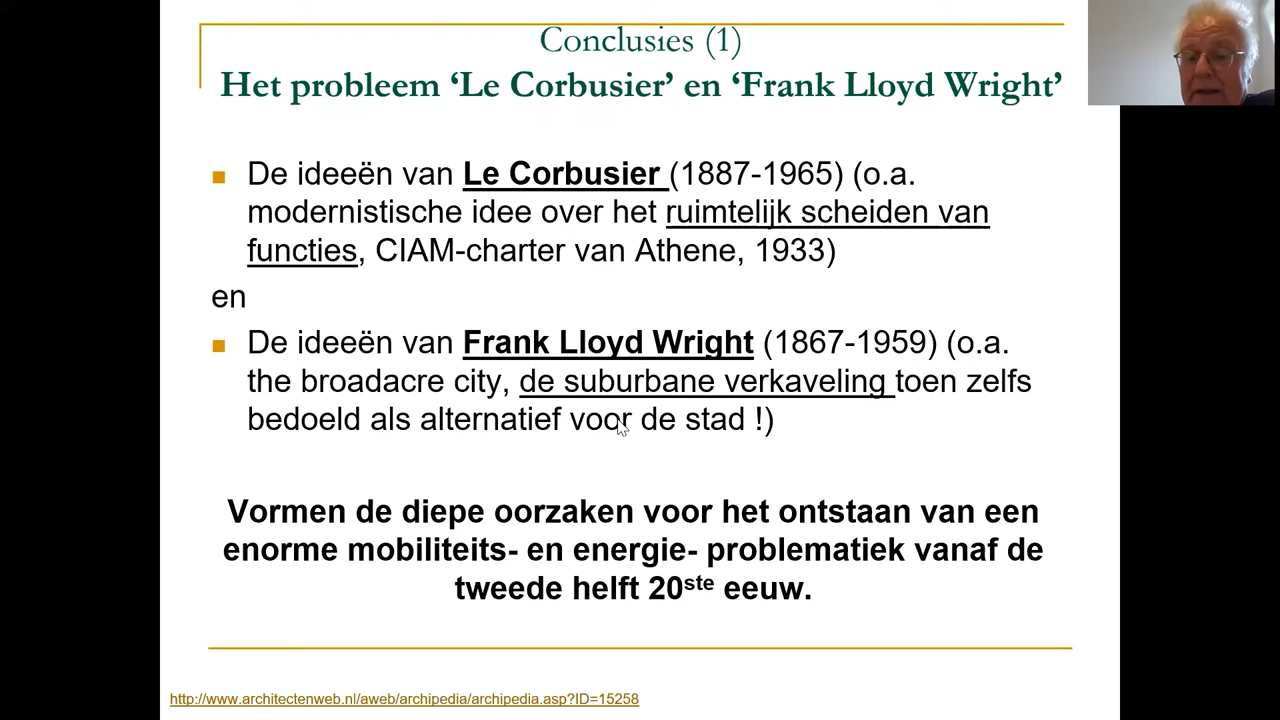 Conclusies (1)
Het probleem ‘Le Corbusier’ en ‘Frank Lloyd Wright’
De ideeën van Le Corbusier (1887-1965) (o.a.
modernistische idee over het ruimtelijk scheiden van
functies, CIAM-charter van Athene, 1933)
en
De ideeën van Frank Lloyd Wright (1867-1959) (o.a.
the broadacre city, de suburbane verkaveling toen zelfs
bedoeld als alternatief voor de stad !)
Vormen de diepe oorzaken voor het ontstaan van een
enorme mobiliteits- en energie- problematiek vanaf de
tweede helft 20ste eeuw.
http://www.architectenweb.nl/aweb/archipedia/archipedia.asp?ID=15258